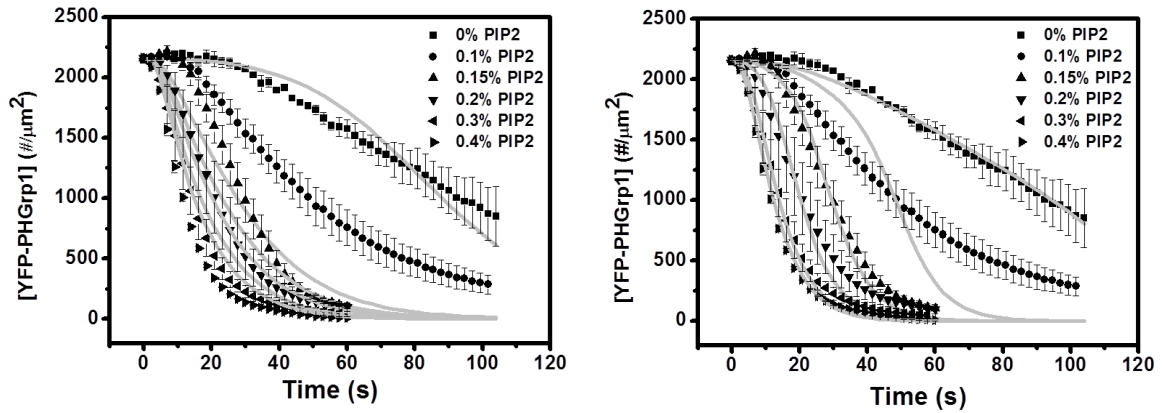 [YFP-PHGrp1] (#/μm²)
2500
2000
1500
1000
500
0
0% PIP2
0.1% PIP2
0.15% PIP2
0.2% PIP2
0.3% PIP2
0.4% PIP2
0 20 40 60 80 100 120
Time (s)
[YFP-PHGrp1] (#/μm²)
2500
2000
1500
1000
500
0
0% PIP2
0.1% PIP2
0.15% PIP2
0.2% PIP2
0.3% PIP2
0.4% PIP2
0 20 40 60 80 100 120
Time (s)